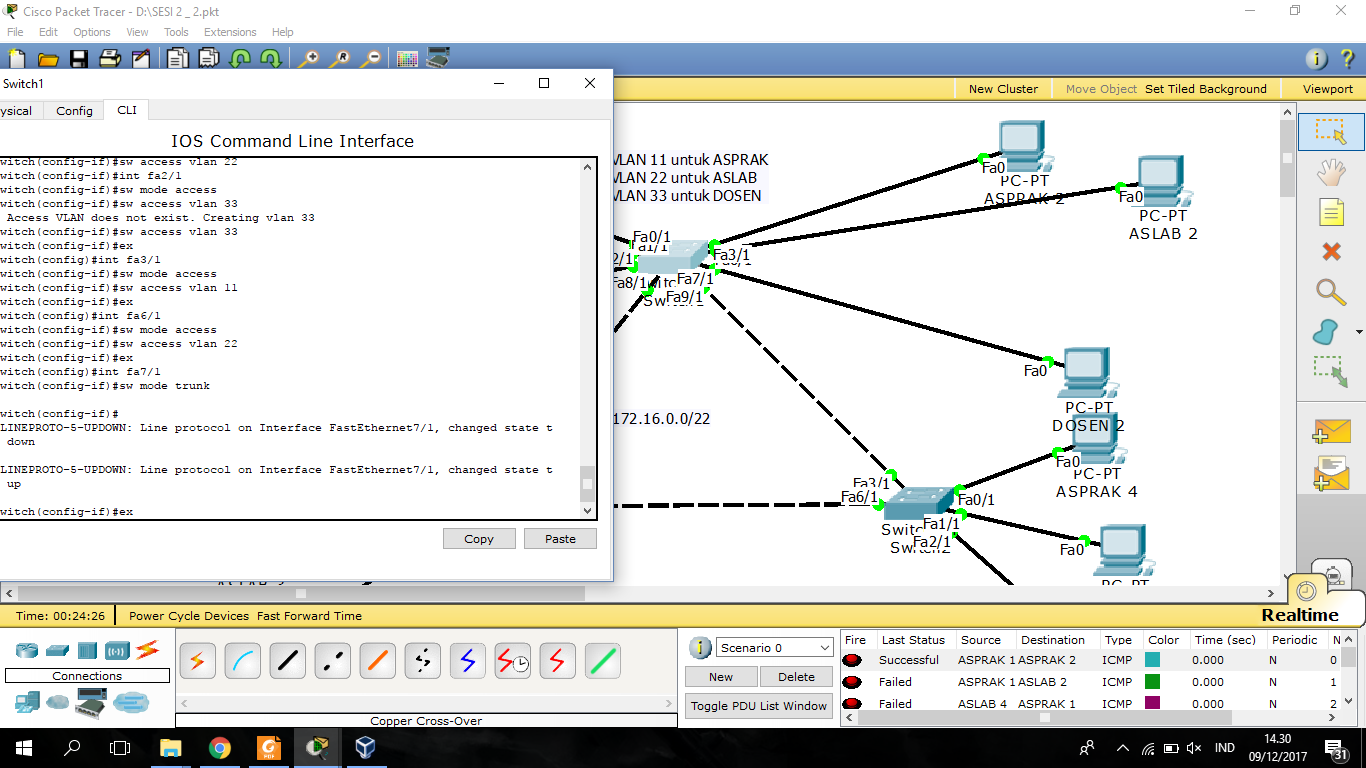 Cisco Packet Tracer - D:\SESI 2 _ 2.pkt
File Edit Options View Tools Extensions Help
New Cluster Move Object Set Tiled Background Viewport
Switch1
ysical Config CLI
IOS Command Line Interface
witch(config-if)#sw access vlan 22
witch(config-if)#int fa2/1
witch(config-if)#sw mode access
witch(config-if)#sw access vlan 33
Access VLAN does not exist. Creating vlan 33
witch(config-if)#sw access vlan 33
witch(config-if)#ex
witch(config)#int fa3/1
witch(config-if)#sw mode access
witch(config-if)#sw access vlan 11
witch(config-if)#ex
witch(config)#int fa6/1
witch(config-if)#sw mode access
witch(config-if)#sw access vlan 22
witch(config-if)#ex
witch(config)#int fa7/1
witch(config-if)#sw mode trunk
witch(config-if)#
LINEPROTO-5-UPDOWN: Line protocol on Interface FastEthernet7/1, changed state t
down
LINEPROTO-5-UPDOWN: Line protocol on Interface FastEthernet7/1, changed state t
up
witch(config-if)#ex
Copy Paste
VLAN 11 untuk ASPRAK
VLAN 22 untuk ASLAB
VLAN 33 untuk DOSEN
Fa0/1
Fa1/1
2/1
Fa3/1
Fa8/1
Fa7/1
Fa9/1
Fa0
PC-PT
ASPRAK 2
Fa0
PC-PT
ASLAB 2
Fa0
PC-PT
DOSEN 2
172.16.0.0/22
Fa0
PC-PT
ASPRAK 4
Fa3/1
Fa6/1
Fa0/1
Fa1/1
Fa2/1
Switch2
Fa0
PC-PT
Time: 00:24:26 Power Cycle Devices Fast Forward Time
Realtime
Connections
Copper Cross-Over
Scenario 0
New Delete
Toggle PDU List Window
Fire Last Status Source Destination Type Color Time (sec) Periodic N
Successful ASPRAK 1 ASPRAK 2 ICMP 0.000 N 0
Failed ASPRAK 1 ASLAB 2 ICMP 0.000 N 1
Failed ASLAB 4 ASPRAK 1 ICMP 0.000 N 2
IND
14.30
09/12/2017
31